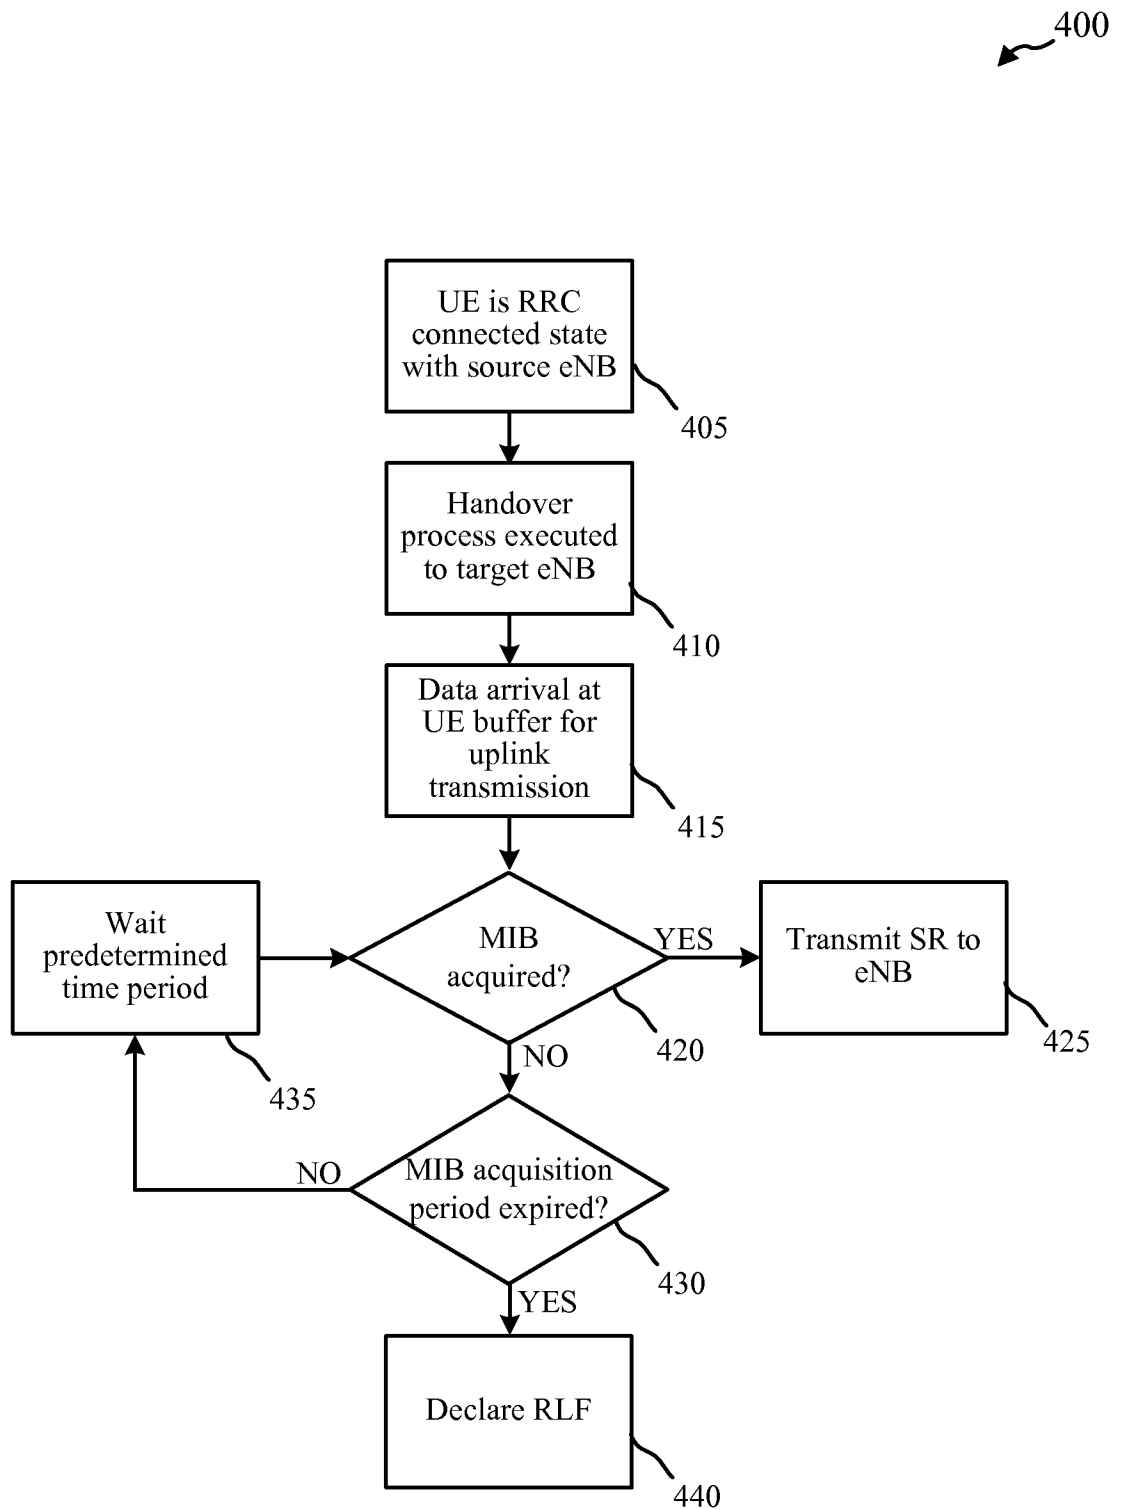 400
UE is RRC
connected state
with source eNB
405
Handover
process executed
to target eNB
410
Data arrival at
UE buffer for
uplink
transmission
415
Wait
predetermined
time period
435
MIB
acquired?
YES
420
Transmit SR to
eNB
425
NO
MIB acquisition
period expired?
NO
430
YES
Declare RLF
440